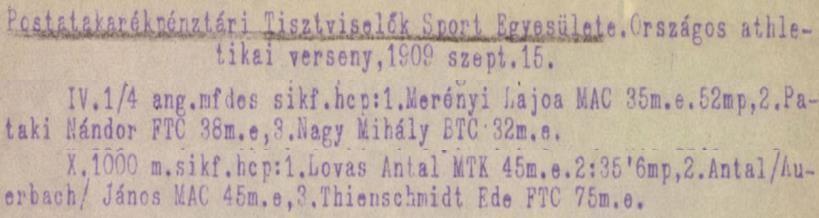 Postatakarékpénztári Tisztviselők Sport Egyesülete.Országos athle-
tikai verseny,1909 szept.15.
IV.1/4 ang.mfdes sikf.hcp:1.Merényi Lajoa MAC 35m.e.52mp,2.Pa-
taki Nándor FTC 38m.e,3.Nagy Mihály BTC 32m.e.
X.1000 m.sikf.hcp:1.Lovas Antal MTK 45m.e.2:35'6mp,2.Antal/Au-
erbach/ János MAC 45m.e,3.Thienschmidt Ede FTC 75m.e.